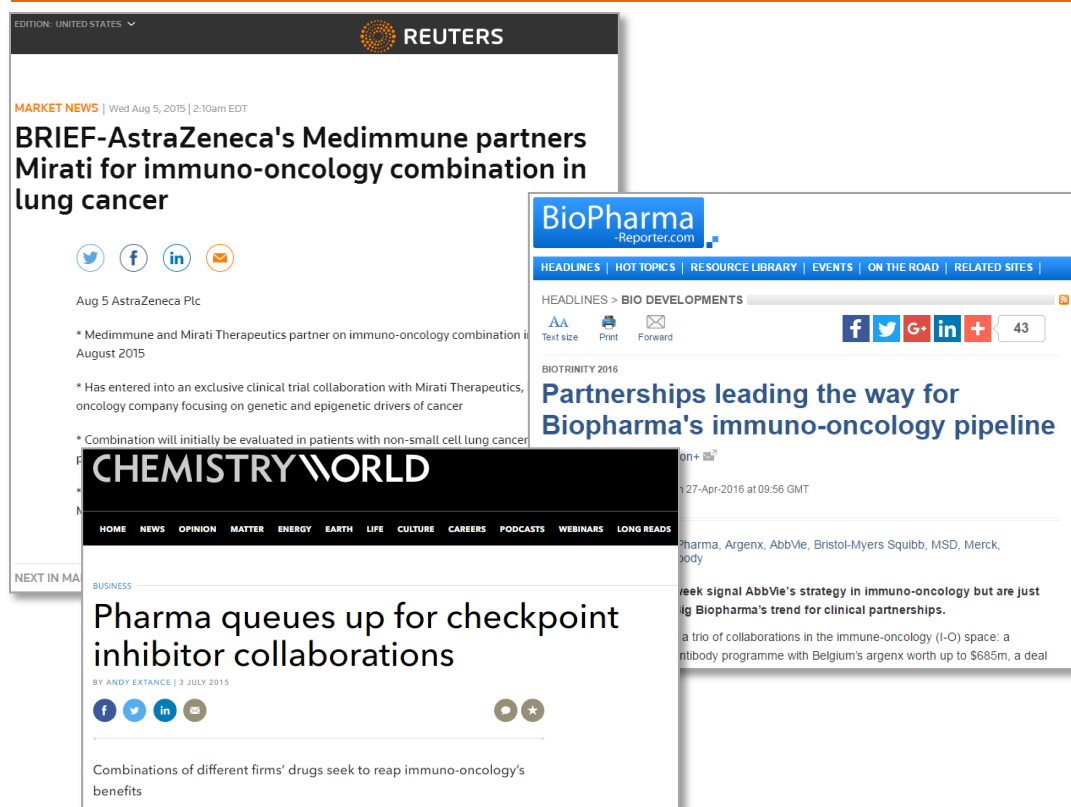 EDITION: UNITED STATES
REUTERS
MARKET NEWS | Wed Aug 5, 2015 | 2:10am EDT
BRIEF-AstraZeneca's Medimmune partners
Mirati for immuno-oncology combination in
lung cancer
Aug 5 AstraZeneca Plc
* Medimmune and Mirati Therapeutics partner on immuno-oncology combination
August 2015
* Has entered into an exclusive clinical trial collaboration with Mirati Therapeutics,
oncology company focusing on genetic and epigenetic drivers of cancer
* Combination will initially be evaluated in patients with non-small cell lung cancer
*
NEXT IN
BioPharma
-Reporter.com
HEADLINES | HOT TOPICS | RESOURCE LIBRARY | EVENTS | ON THE ROAD | RELATED SITES |
HEADLINES > BIO DEVELOPMENTS
AA
Text size Print Forward
f G+ in + 43
BIOTRINITY 2016
Partnerships leading the way for
Biopharma's immuno-oncology pipeline
on+
27-Apr-2016 at 09:56 GMT
Pharma, Argenx, AbbVie, Bristol-Myers Squibb, MSD, Merck,
body
week signal AbbVie's strategy in immuno-oncology but are just
Big Biopharma's trend for clinical partnerships.
a trio of collaborations in the immune-oncology (I-O) space: a
antibody programme with Belgium's argenx worth up to $685m, a deal
CHEMISTRY WORLD
HOME NEWS OPINION MATTER ENERGY EARTH LIFE CULTURE CAREERS PODCASTS WEBINARS LONG READS
BUSINESS
Pharma queues up for checkpoint
inhibitor collaborations
BY ANDY EXTANCE | 3 JULY 2015
Combinations of different firms' drugs seek to reap immuno-oncology's
benefits